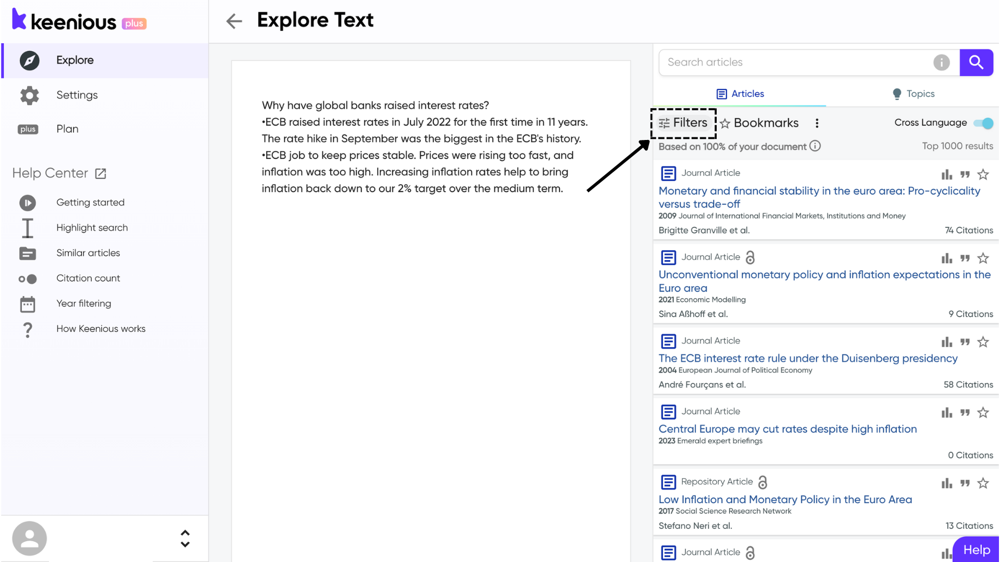 keenious plus
Explore Text
Explore
Settings
plus Plan
Help Center
Getting started
Highlight search
Similar articles
Citation count
Year filtering
How Keenious works
Why have global banks raised interest rates?
•ECB raised interest rates in July 2022 for the first time in 11 years.
The rate hike in September was the biggest in the ECB's history.
•ECB job to keep prices stable. Prices were rising too fast, and
inflation was too high. Increasing inflation rates help to bring
inflation back down to our 2% target over the medium term.
Search articles
Articles Topics
Filters Bookmarks Cross Language
Based on 100% of your document Top 1000 results
Journal Article
Monetary and financial stability in the euro area: Pro-cyclicality
versus trade-off
2009 Journal of International Financial Markets, Institutions and Money
Brigitte Granville et al. 74 Citations
Journal Article
Unconventional monetary policy and inflation expectations in the
Euro area
2021 Economic Modelling
Sina Aßhoff et al. 9 Citations
Journal Article
The ECB interest rate rule under the Duisenberg presidency
2004 European Journal of Political Economy
André Fourçans et al. 58 Citations
Journal Article
Central Europe may cut rates despite high inflation
2023 Emerald expert briefings
0 Citations
Repository Article
Low Inflation and Monetary Policy in the Euro Area
2017 Social Science Research Network
Stefano Neri et al. 13 Citations
Journal Article
Help